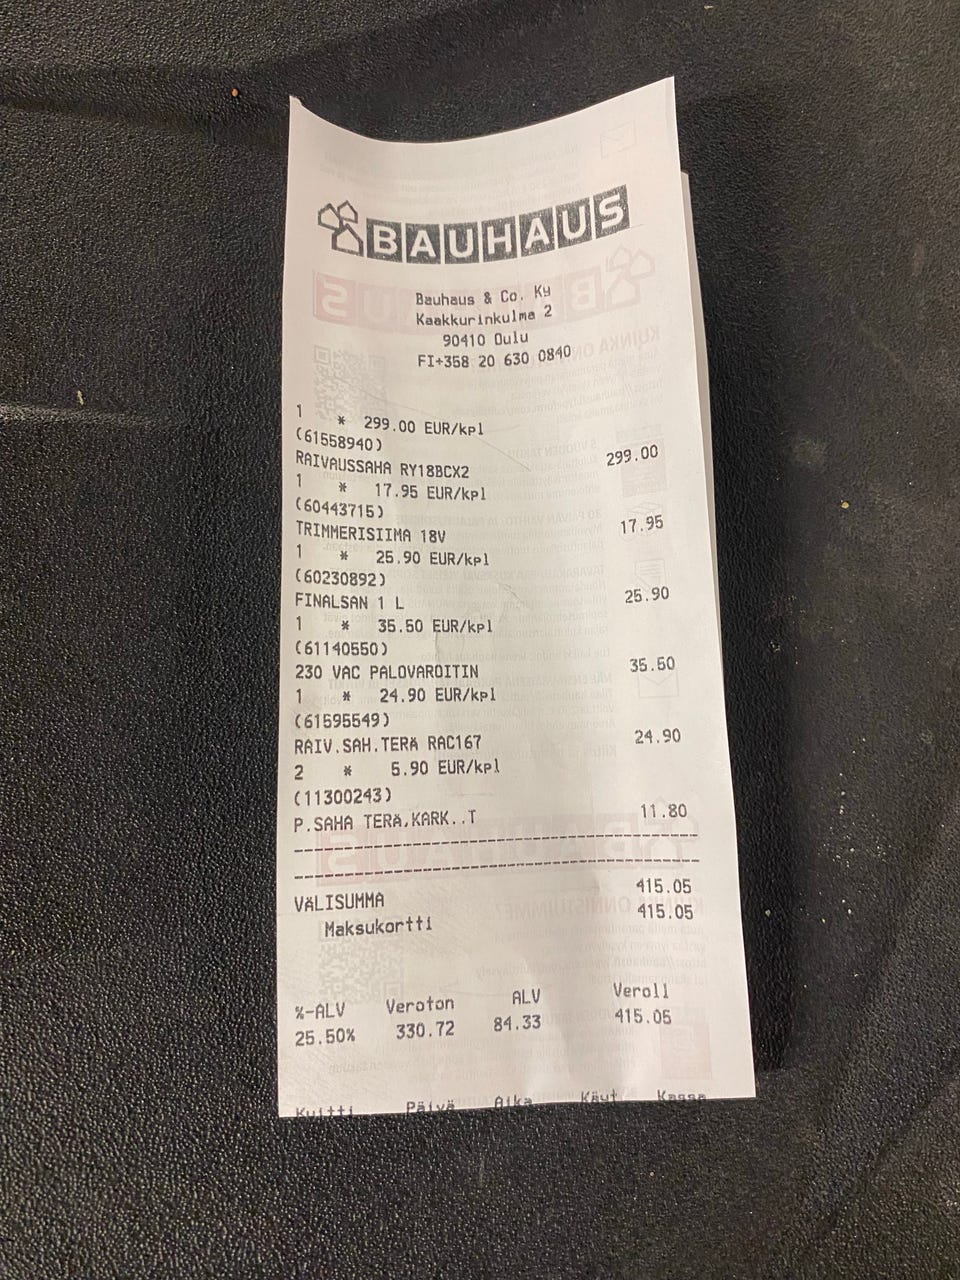 BAUHAUS
Bauhaus & Co. Ky
Kaakkurinkulma 2
90410 Oulu
FI+358 20 630 0840
1 * 299.00 EUR/kpl
(61558940)
RAIVAUSSAHA RY18BCX2 299.00
1 * 17.95 EUR/kpl
(60443715)
TRIMMERISIIMA 18V 17.95
1 * 25.90 EUR/kpl
(60230892)
FINALSAN 1 L 25.90
1 * 35.50 EUR/kpl
(61140550)
230 VAC PALOVAROITIN 35.50
1 * 24.90 EUR/kpl
(61595549)
RAIV.SAH.TERÄ RAC167 24.90
2 * 5.90 EUR/kpl
(11300243)
P.SAHA TERÄ,KARK..T 11.80
VÄLISUMMA 415.05
Maksukortti 415.05
%-ALV Veroton ALV Veroll
25.50% 330.72 84.33 415.05
Kuitti Päivä Aika Käyt Kassa